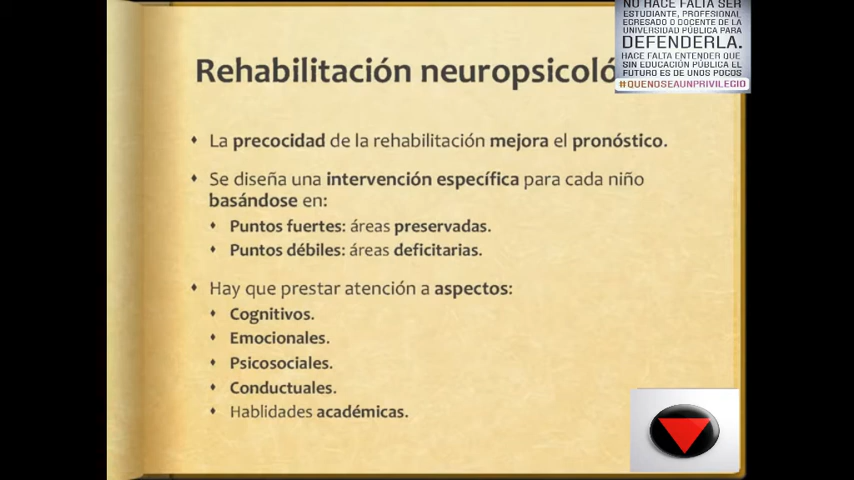 NO HACE FALTA SER
ESTUDIANTE, PROFESIONAL,
EGRESADO O DOCENTE DE LA
UNIVERSIDAD PÚBLICA PARA
DEFENDERLA.
HACE FALTA ENTENDER QUE
SIN EDUCACIÓN PÚBLICA EL
FUTURO ES DE UNOS POCOS
#QUENOSEAUNPRIVILEGIO
Rehabilitación neuropsicoló
♦ La precocidad de la rehabilitación mejora el pronóstico.
♦ Se diseña una intervención específica para cada niño
basándose en:
♦ Puntos fuertes: áreas preservadas.
♦ Puntos débiles: áreas deficitarias.
♦ Hay que prestar atención a aspectos:
♦ Cognitivos.
♦ Emocionales.
♦ Psicosociales.
♦ Conductuales.
♦ Hablidades académicas.